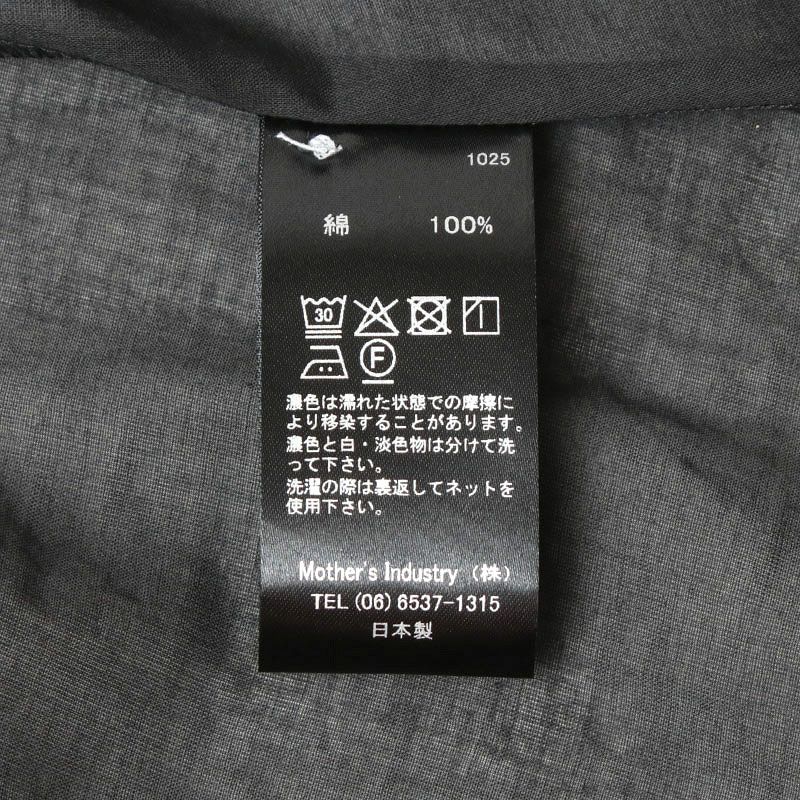 1025
綿 100%
30
F
濃色は濡れた状態での摩擦に
より移染することがあります。
濃色と白・淡色物は分けて洗
って下さい。
洗濯の際は裏返してネットを
使用下さい。
Mother's Industry (株)
TEL (06) 6537-1315
日本製